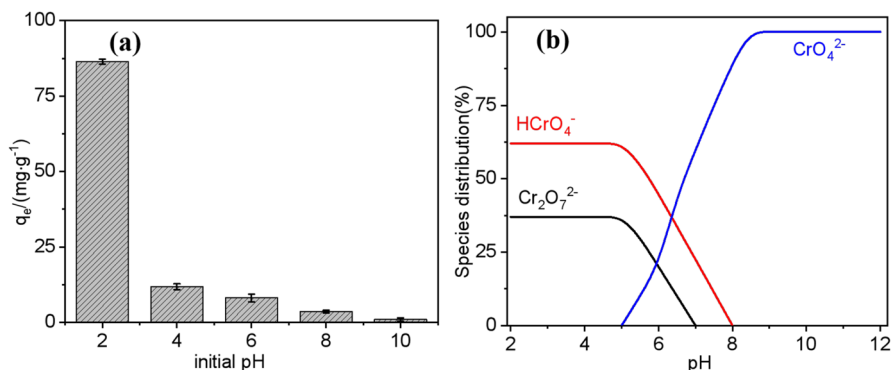 (a)
100
75
50
25
0
qₑ/(mg·g⁻¹)
2 4 6 8 10
initial pH
(b)
100
75
50
25
0
Species distribution(%)
CrO₄²⁻
HCrO₄⁻
Cr₂O₇²⁻
2 4 6 8 10 12
pH